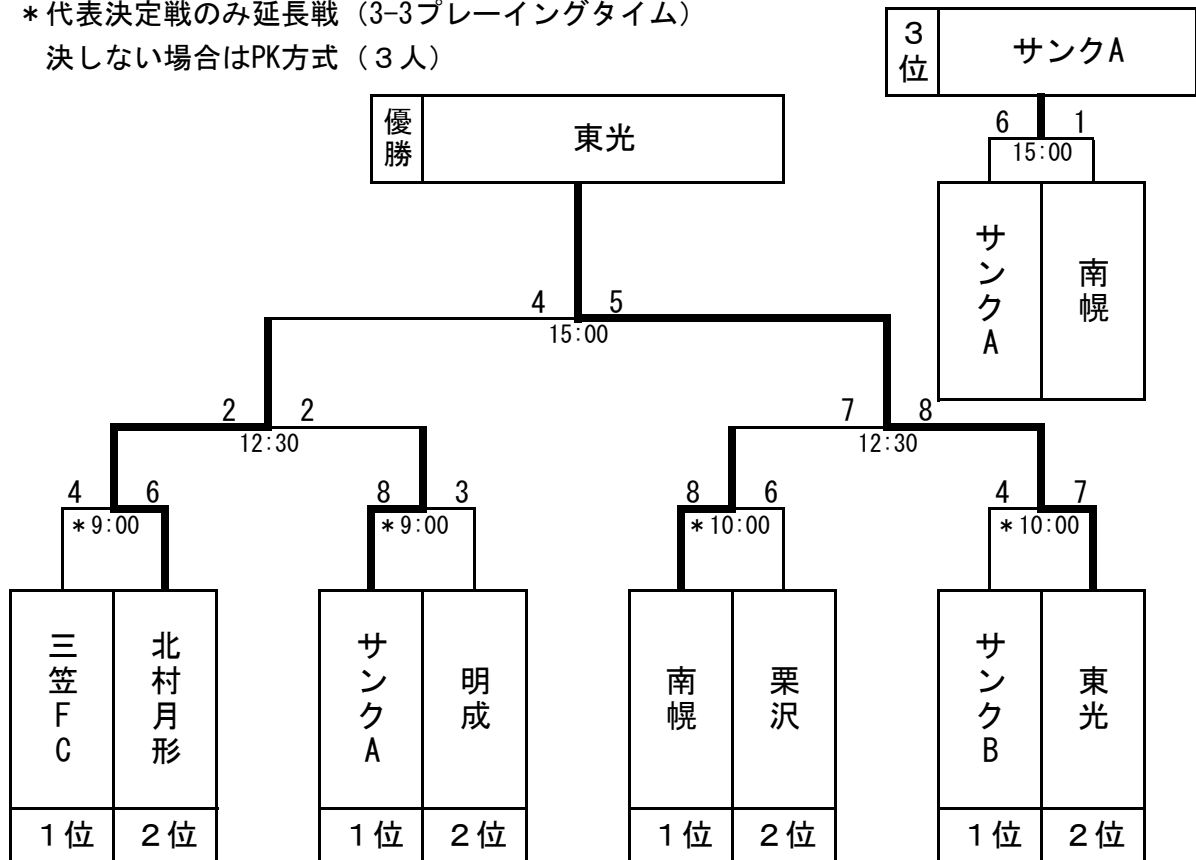 ＊代表決定戦のみ延長戦（3-3プレーイングタイム）
決しない場合はPK方式（３人）
３位 サンクA
6 1
15:00
サンクA 南幌
優勝 東光
4 5
15:00
2 2 7 8
12:30 12:30
4 6 8 3 8 6 4 7
＊9:00 ＊9:00 ＊10:00 ＊10:00
三笠FC 北村月形 サンクA 明成 南幌 栗沢 サンクB 東光
１位 ２位 １位 ２位 １位 ２位 １位 ２位